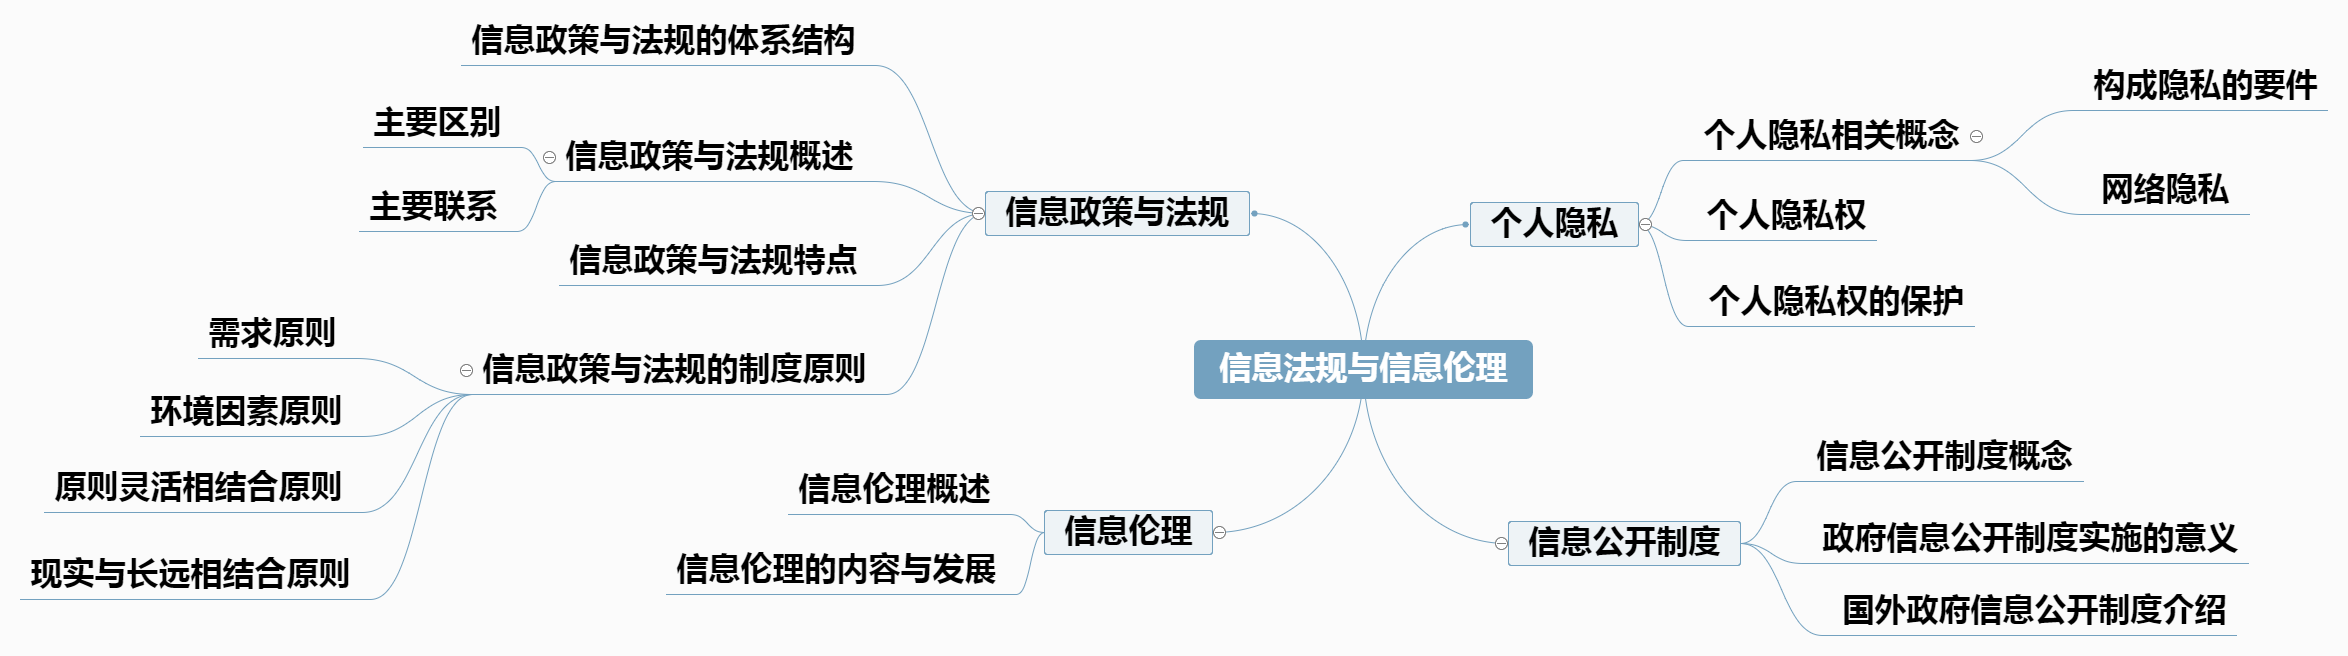 信息法规与信息伦理
信息政策与法规
信息政策与法规的体系结构
信息政策与法规概述
主要区别
主要联系
信息政策与法规特点
信息政策与法规的制度原则
需求原则
环境因素原则
原则灵活相结合原则
现实与长远相结合原则
信息伦理
信息伦理概述
信息伦理的内容与发展
个人隐私
个人隐私相关概念
构成隐私的要件
网络隐私
个人隐私权
个人隐私权的保护
信息公开制度
信息公开制度概念
政府信息公开制度实施的意义
国外政府信息公开制度介绍